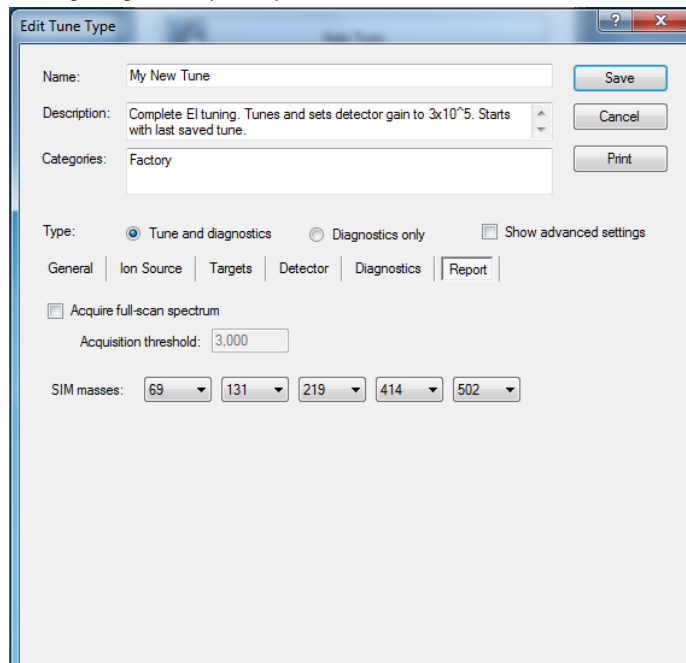 Edit Tune Type
?
X
Name:
My New Tune
Save
Description:
Complete EI tuning. Tunes and sets detector gain to 3x10^5. Starts
with last saved tune.
Cancel
Categories:
Factory
Print
Type:
Tune and diagnostics
Diagnostics only
Show advanced settings
General
Ion Source
Targets
Detector
Diagnostics
Report
Acquire full-scan spectrum
Acquisition threshold:
3,000
SIM masses:
69
131
219
414
502